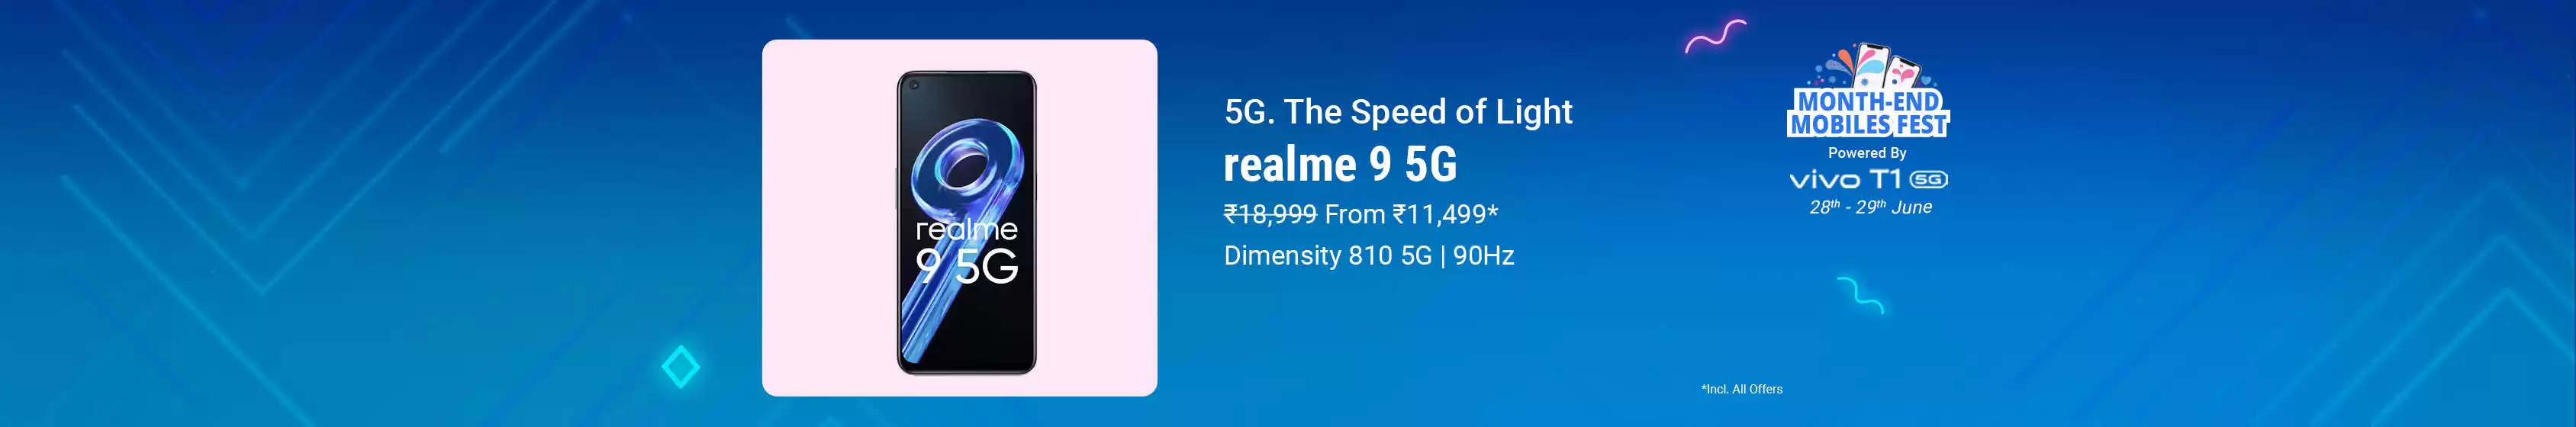 realme
9 5G
5G. The Speed of Light
realme 9 5G
₹18,999 From ₹11,499*
Dimensity 810 5G | 90Hz
MONTH-END
MOBILES FEST
Powered By
vivo T1 5G
28th - 29th June
*Incl. All Offers